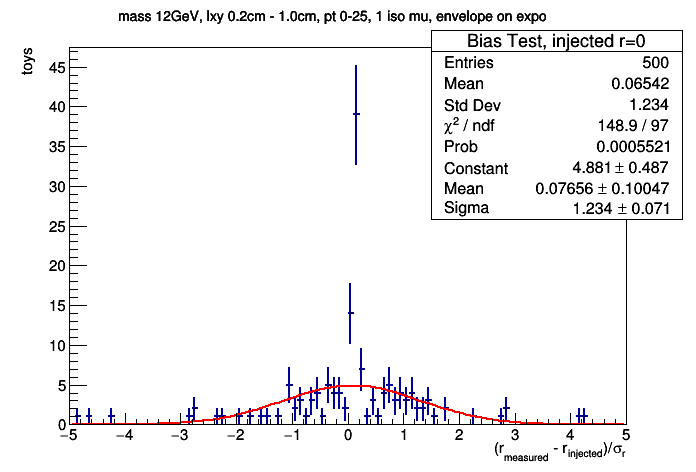 mass 12GeV, lxy 0.2cm - 1.0cm, pt 0-25, 1 iso mu, envelope on expo
Bias Test, injected r=0
Entries 500
Mean 0.06542
Std Dev 1.234
χ² / ndf 148.9 / 97
Prob 0.0005521
Constant 4.881 ± 0.487
Mean 0.07656 ± 0.10047
Sigma 1.234 ± 0.071
toys
45
40
35
30
25
20
15
10
5
0
−5 −4 −3 −2 −1 0 1 2 3 4 5
(r_measured - r_injected)/σ_r